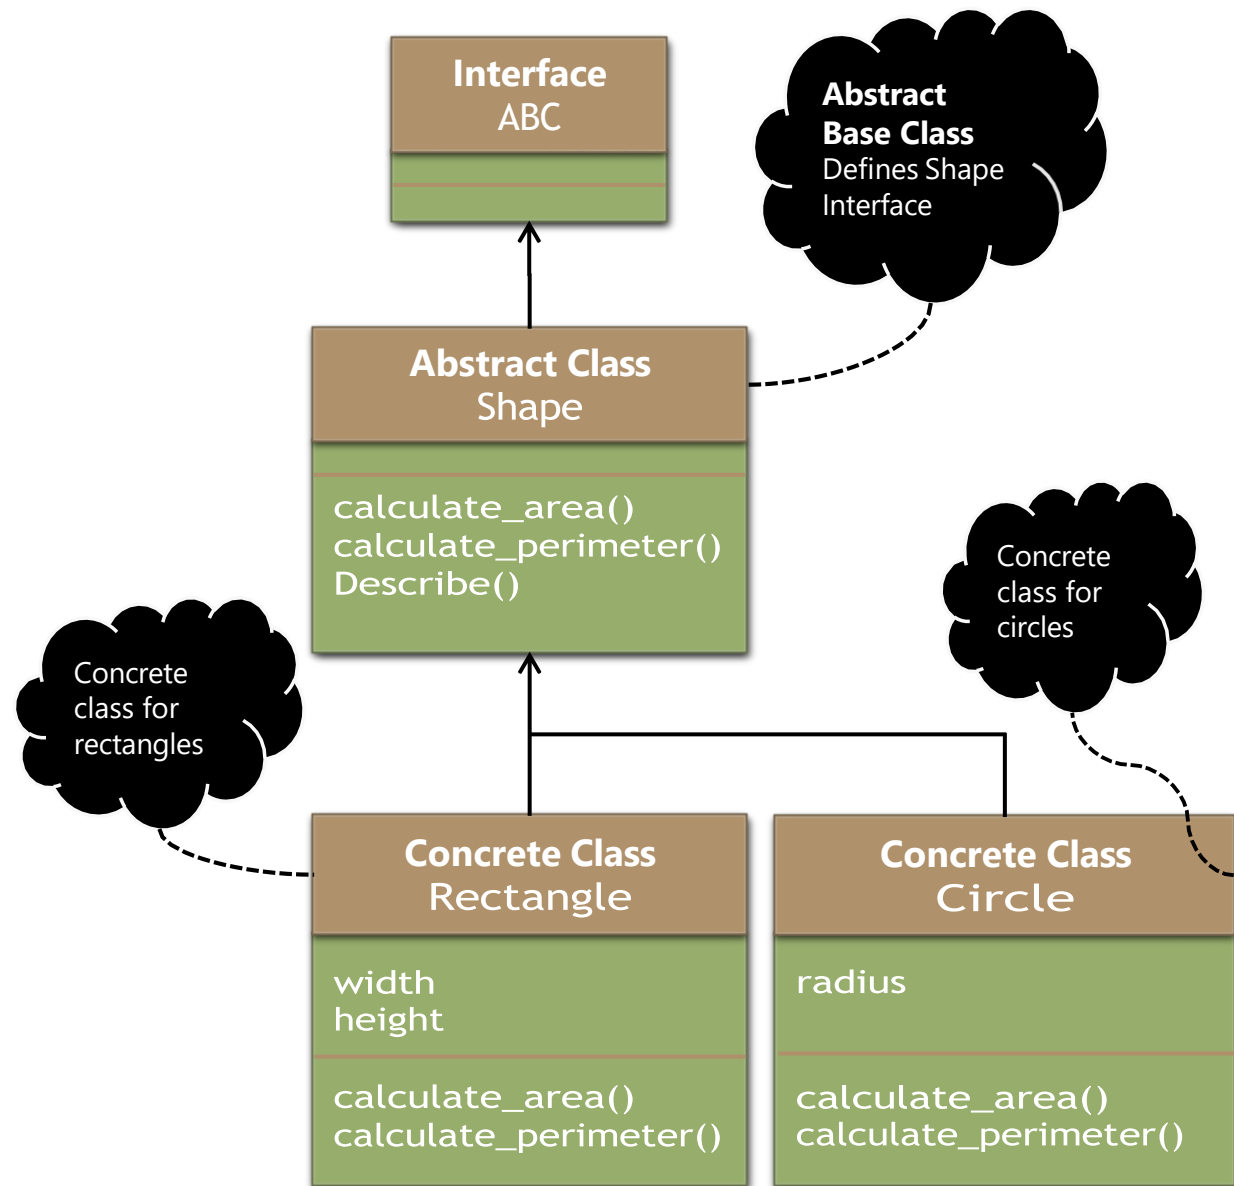 Interface
ABC
Abstract
Base Class
Defines Shape
Interface
Abstract Class
Shape
calculate_area()
calculate_perimeter()
Describe()
Concrete
class for
circles
Concrete
class for
rectangles
Concrete Class
Rectangle
width
height
calculate_area()
calculate_perimeter()
Concrete Class
Circle
radius
calculate_area()
calculate_perimeter()